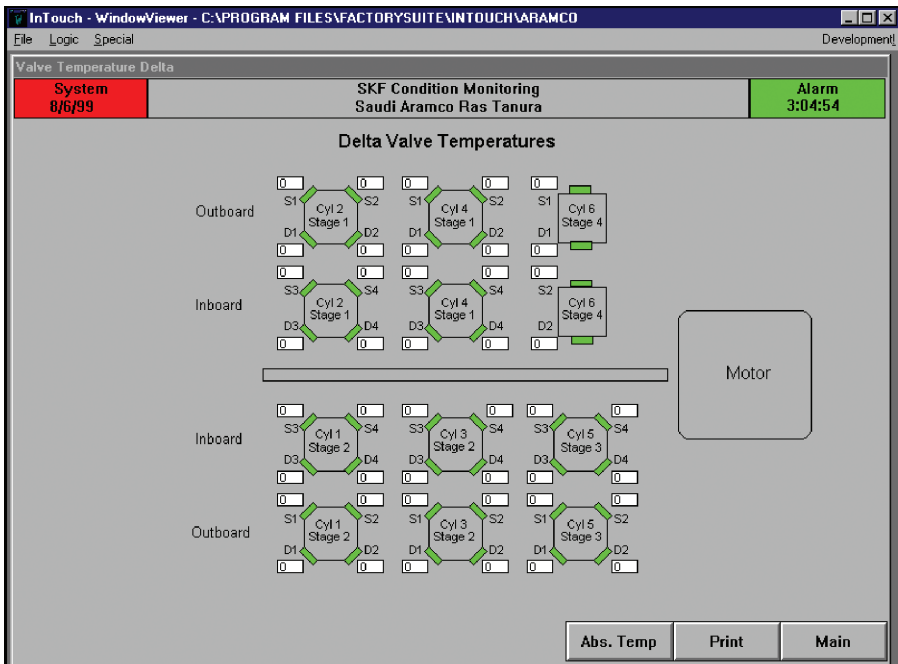 InTouch - WindowViewer - C:\PROGRAM FILES\FACTORYSUITE\INTOUCH\ARAMCO
File Logic Special Development!
Valve Temperature Delta
System SKF Condition Monitoring Alarm
8/6/99 Saudi Aramco Ras Tanura 3:04:54
Delta Valve Temperatures
0 0 0 0 0
S1 S2 S1 S2 S1
Outboard Cyl 2 Cyl 4 Cyl 6
Stage 1 Stage 1 Stage 4
D1 D2 D1 D2 D1
0 0 0 0 0
0 0 0 0 0
S3 S4 S3 S4 S2
Inboard Cyl 2 Cyl 4 Cyl 6
Stage 1 Stage 1 Stage 4
D3 D4 D3 D4 D2
0 0 0 0 0
Motor
0 0 0 0 0 0
S3 S4 S3 S4 S3 S4
Inboard Cyl 1 Cyl 3 Cyl 5
Stage 2 Stage 2 Stage 3
D3 D4 D3 D4 D3 D4
0 0 0 0 0 0
0 0 0 0 0 0
S1 S2 S1 S2 S1 S2
Outboard Cyl 1 Cyl 3 Cyl 5
Stage 2 Stage 2 Stage 3
D1 D2 D1 D2 D1 D2
0 0 0 0 0 0
Abs. Temp Print Main